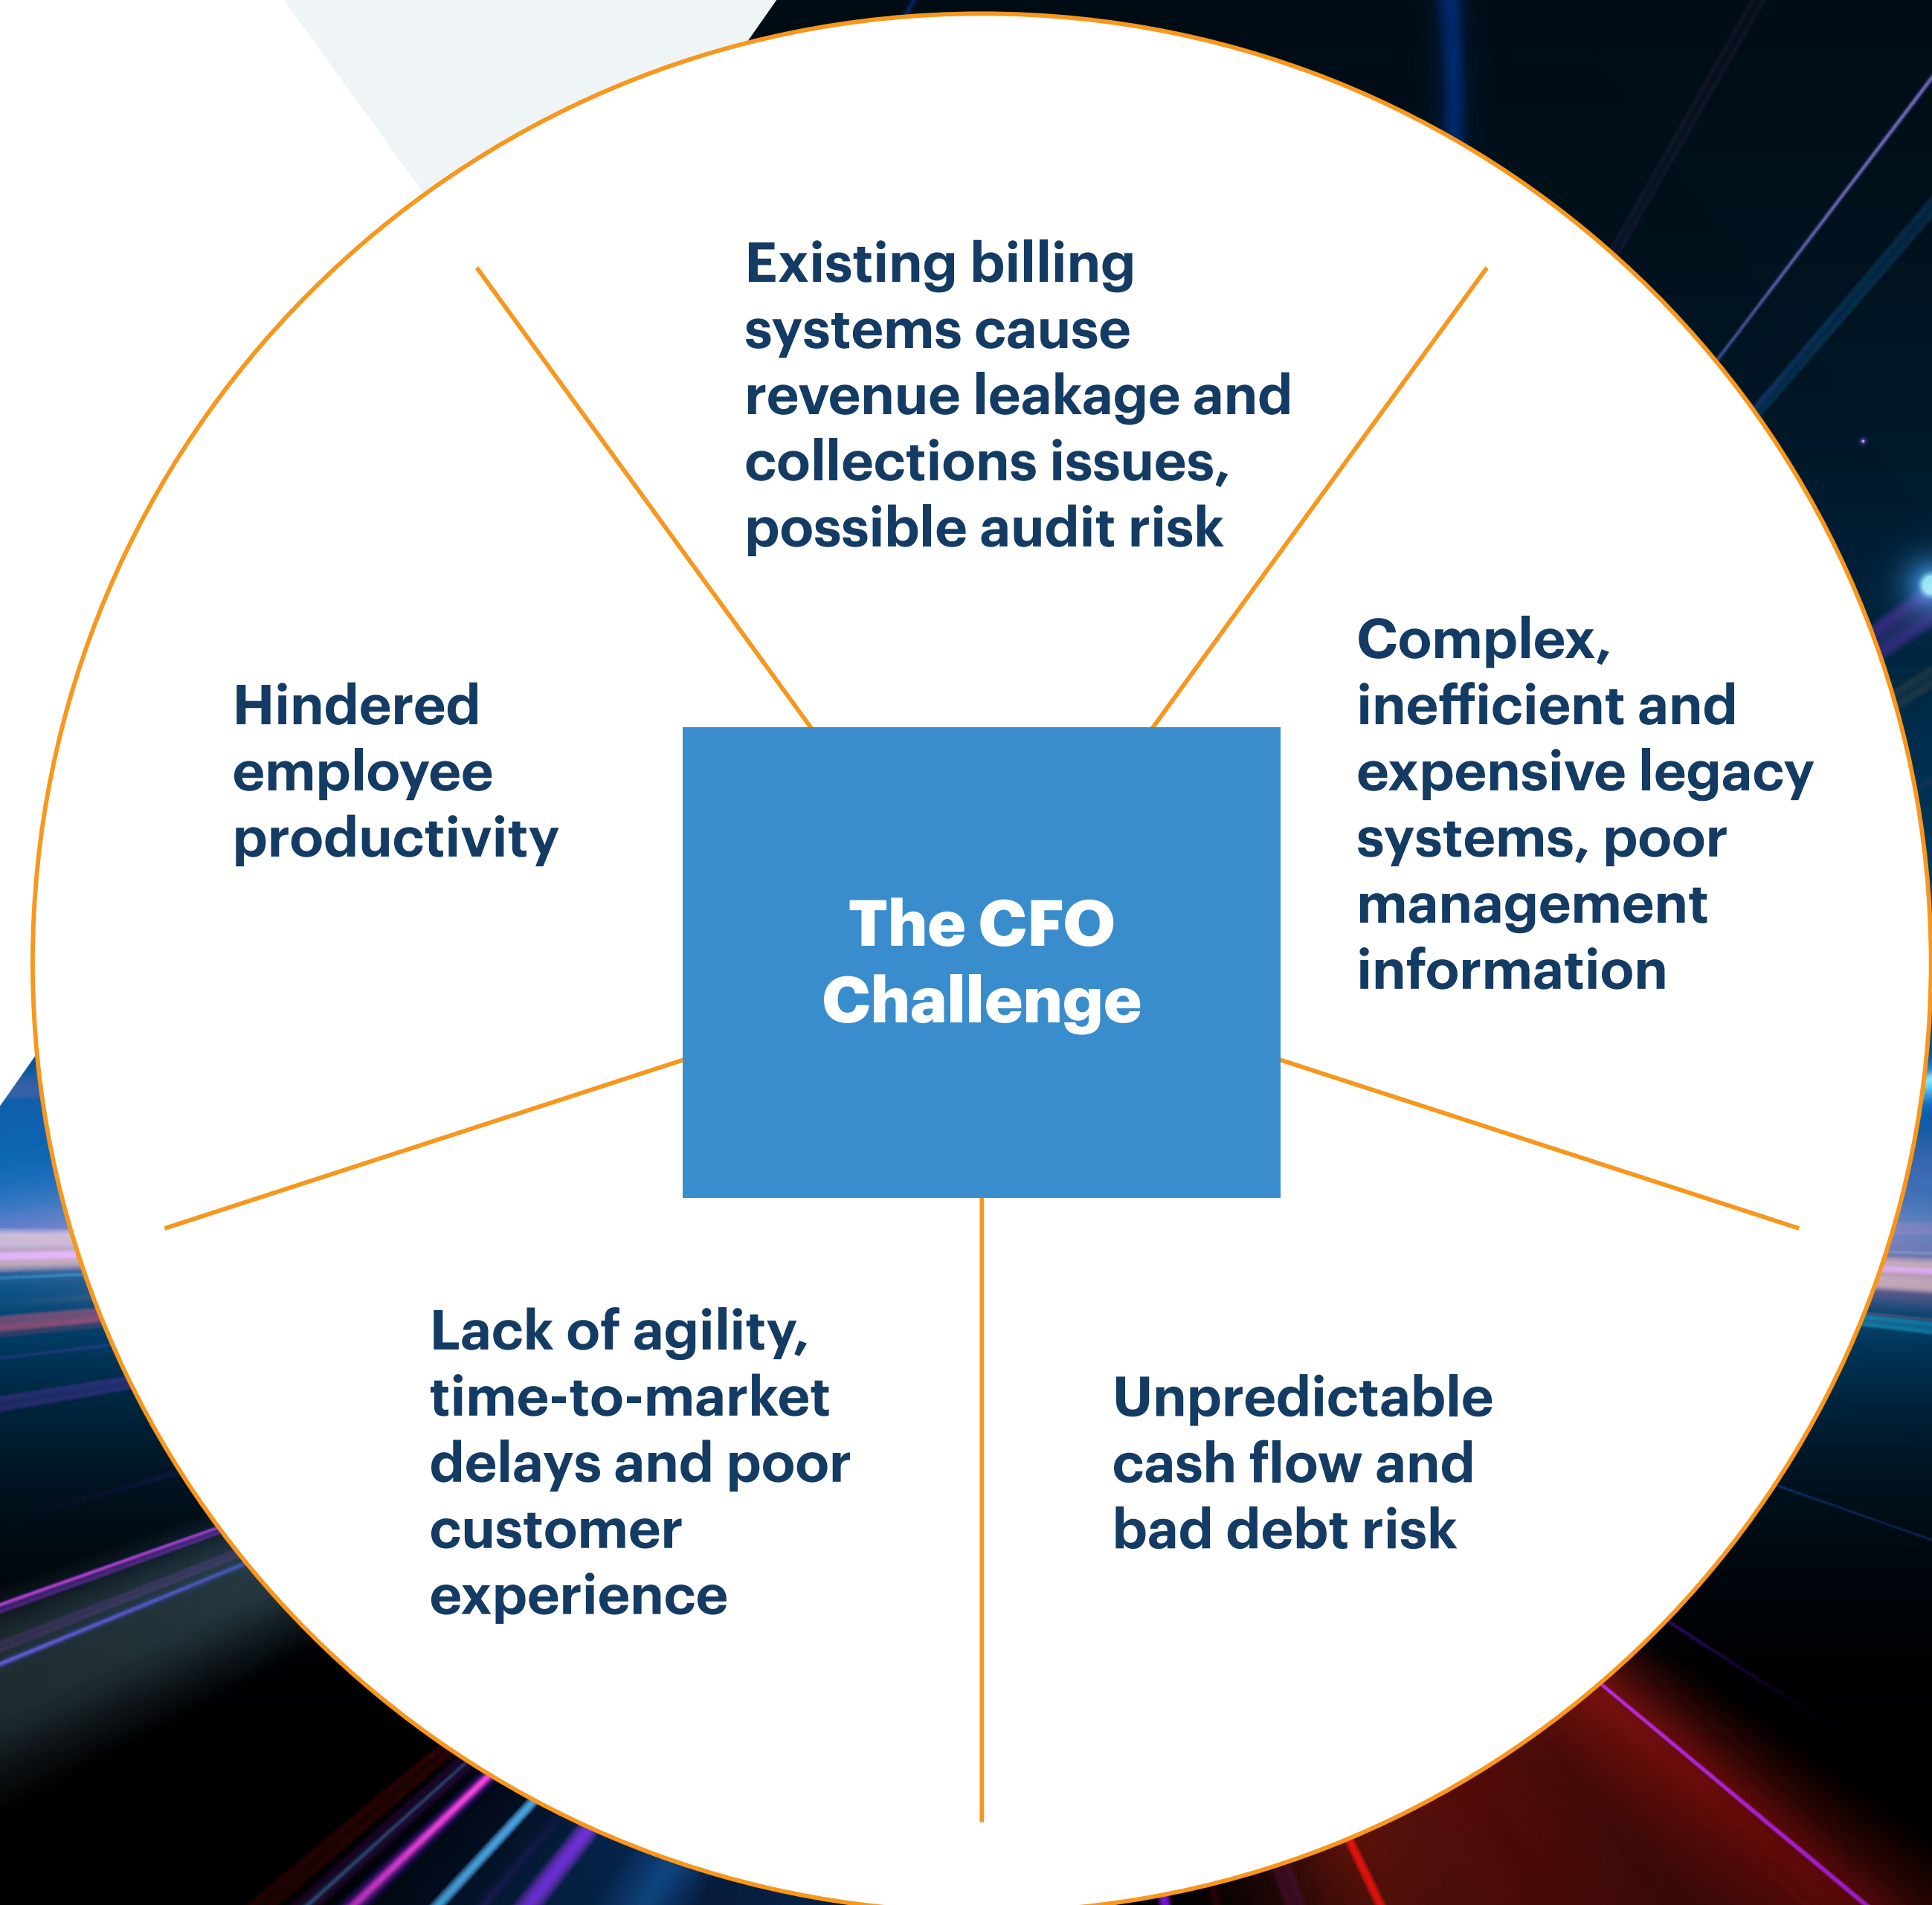 Existing billing
systems cause
revenue leakage and
collections issues,
possible audit risk
Complex,
inefficient and
expensive legacy
systems, poor
management
information
Hindered
employee
productivity
The CFO
Challenge
Lack of agility,
time-to-market
delays and poor
customer
experience
Unpredictable
cash flow and
bad debt risk